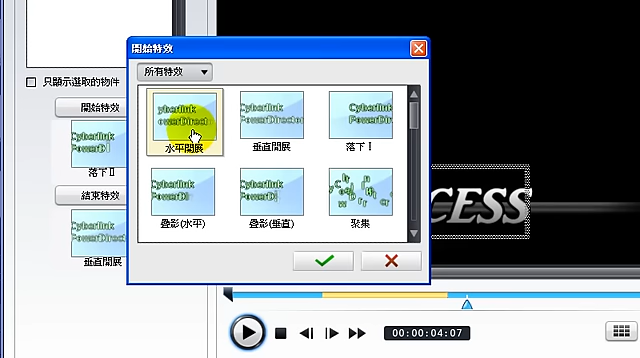 開始特效
所有特效
只顯示選取的物件
開始特效
落下 II
結束特效
垂直開展
水平開展
垂直開展
落下 I
疊影(水平)
疊影(垂直)
聚集
CESS
00:00:04:07